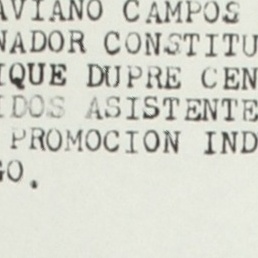 AVIANO CAMPOS
NADOR CONSTITU
IQUE DUPRE CEN
IDOS ASISTENTE
PROMOCION IND
GO.